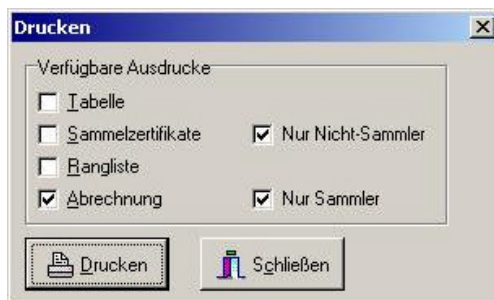 Drucken
Verfügbare Ausdrucke
Tabelle
Sammelzertifikate Nur Nicht-Sammler
Rangliste
Abrechnung Nur Sammler
Drucken Schließen